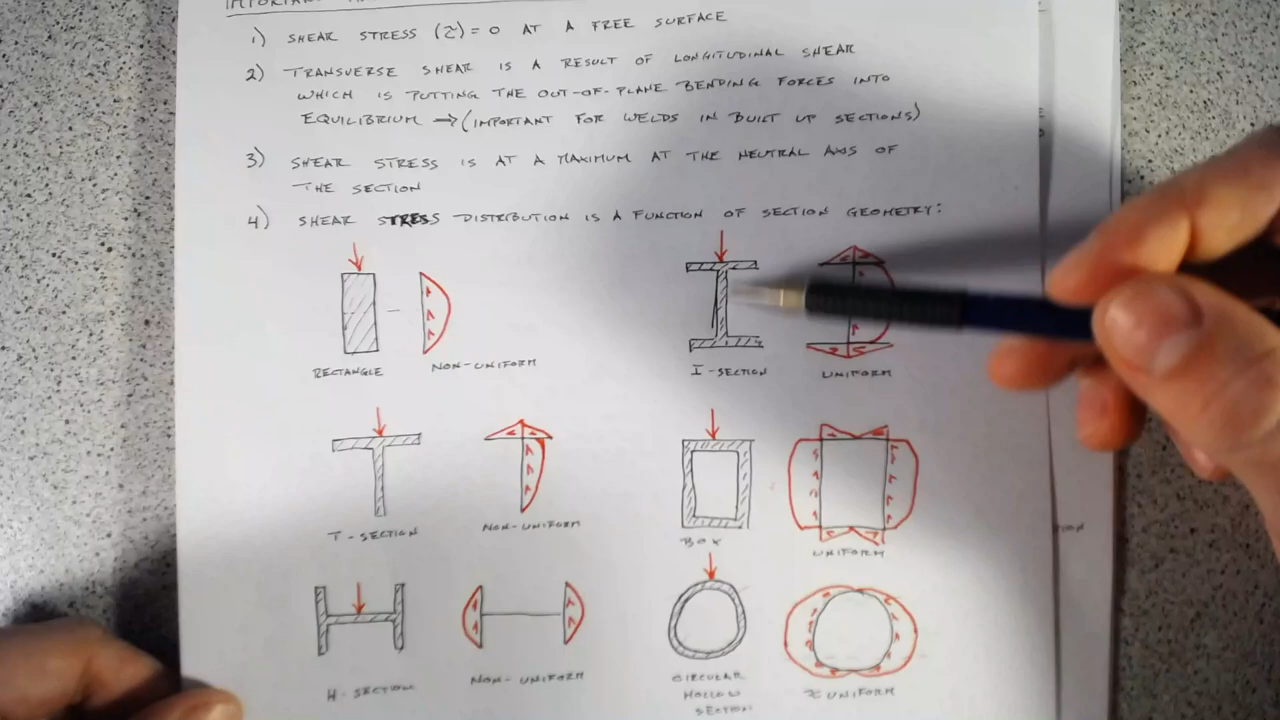 IMPORTANT
1) SHEAR STRESS (τ) = 0 AT A FREE SURFACE
2) TRANSVERSE SHEAR IS A RESULT OF LONGITUDINAL SHEAR
WHICH IS PUTTING THE OUT-OF-PLANE BENDING FORCES INTO
EQUILIBRIUM → (IMPORTANT FOR WELDS IN BUILT UP SECTIONS)
3) SHEAR STRESS IS AT A MAXIMUM AT THE NEUTRAL AXIS OF
THE SECTION
4) SHEAR STRESS DISTRIBUTION IS A FUNCTION OF SECTION GEOMETRY:
RECTANGLE
NON-UNIFORM
I-SECTION
UNIFORM
T-SECTION
NON-UNIFORM
BOX
UNIFORM
H-SECTION
NON-UNIFORM
CIRCULAR
HOLLOW
SECTION
≈ UNIFORM